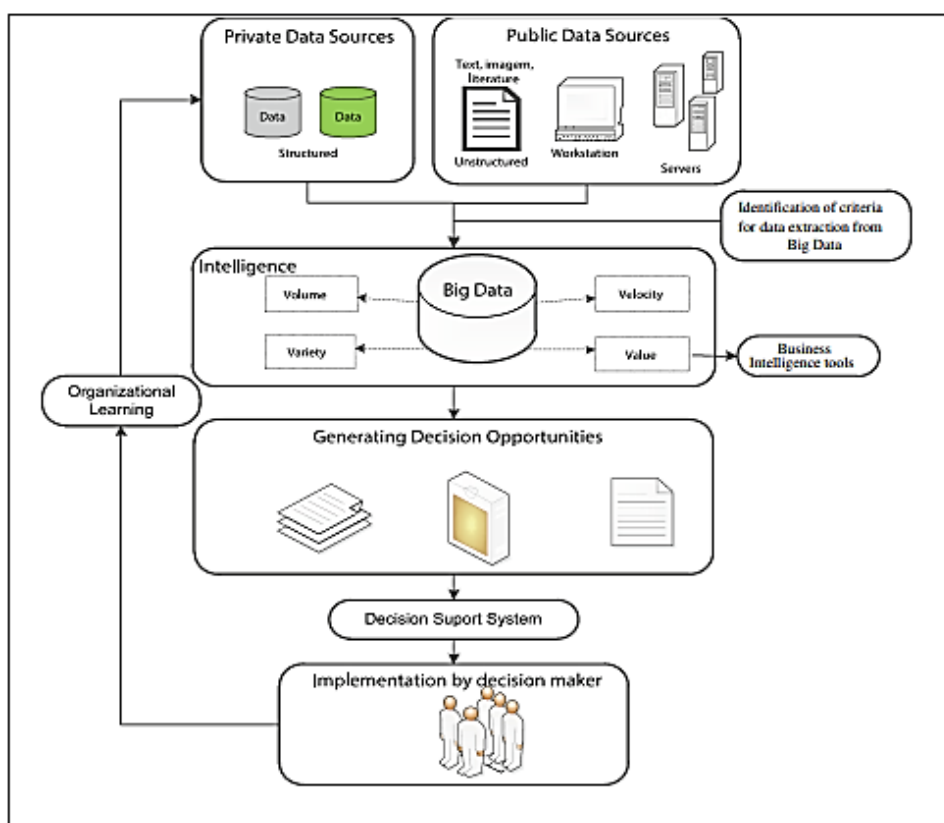 Private Data Sources
Data
Data
Structured
Public Data Sources
Text, imagem,
literature
Unstructured
Workstation
Servers
Identification of criteria
for data extraction from
Big Data
Intelligence
Big Data
Volume
Velocity
Variety
Value
Business
Intelligence tools
Organizational
Learning
Generating Decision Opportunities
Decision Suport System
Implementation by decision maker